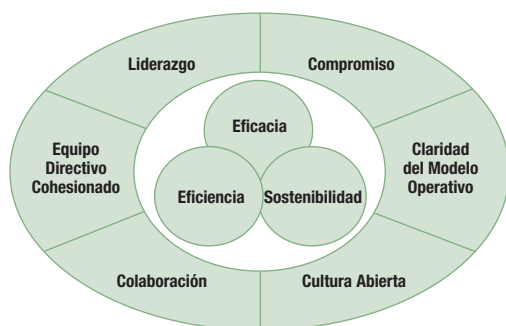 Liderazgo
Compromiso
Eficacia
Equipo
Directivo
Cohesionado
Claridad
del Modelo
Operativo
Eficiencia
Sostenibilidad
Colaboración
Cultura Abierta